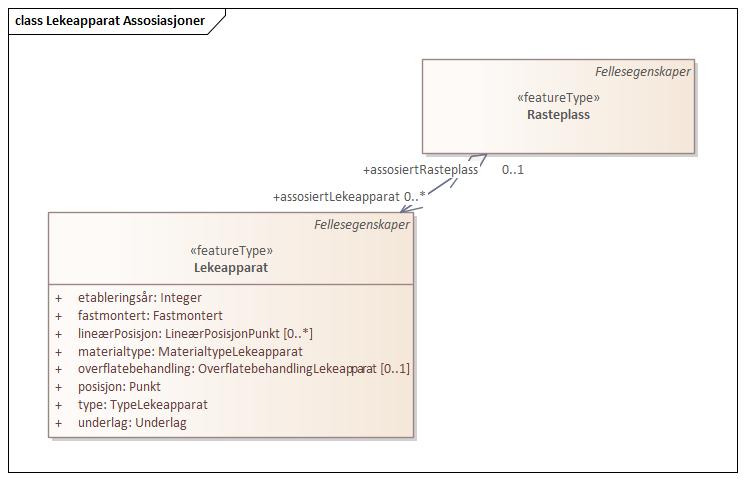 class Lekeapparat Assosiasjoner
Fellesegenskaper
«featureType»
Rasteplass
+assosiertRasteplass 0..1
+assosiertLekeapparat 0..*
Fellesegenskaper
«featureType»
Lekeapparat
+ etableringsår: Integer
+ fastmontert: Fastmontert
+ lineærPosisjon: LineærPosisjonPunkt [0..*]
+ materialtype: MaterialtypeLekeapparat
+ overflatebehandling: OverflatebehandlingLekeapparat [0..1]
+ posisjon: Punkt
+ type: TypeLekeapparat
+ underlag: Underlag